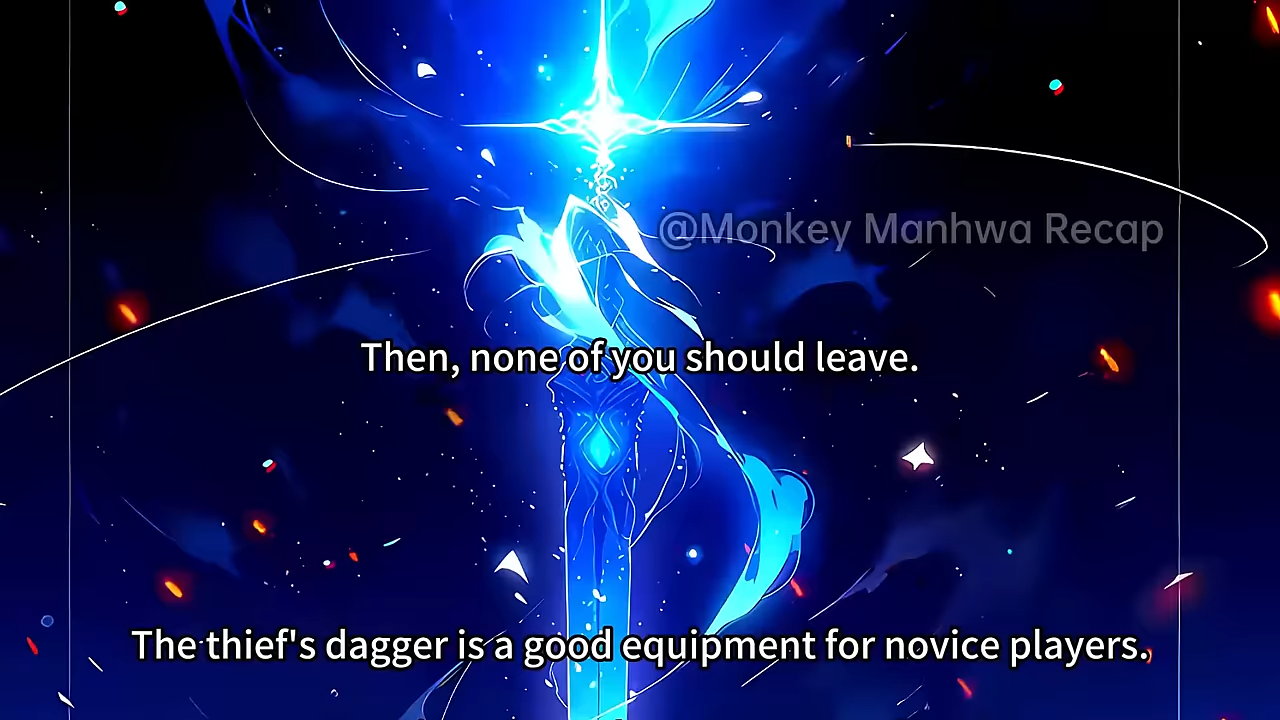 @Monkey Manhwa Recap
Then, none of you should leave.
The thief's dagger is a good equipment for novice players.